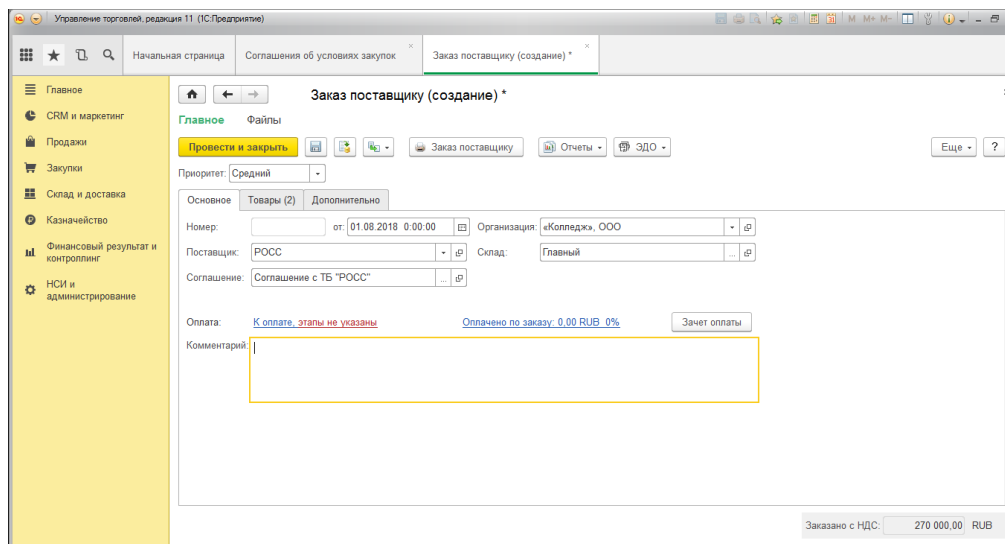 Управление торговлей, редакция 11 (1С:Предприятие)
M M+ M-
Начальная страница
Соглашения об условиях закупок
Заказ поставщику (создание) *
Главное
CRM и маркетинг
Продажи
Закупки
Склад и доставка
Казначейство
Финансовый результат и
контроллинг
НСИ и
администрирование
Заказ поставщику (создание) *
Главное Файлы
Провести и закрыть Заказ поставщику Отчеты ЭДО Еще ?
Приоритет: Средний
Основное Товары (2) Дополнительно
Номер: от: 01.08.2018 0:00:00 Организация: «Колледж», ООО
Поставщик: РОСС Склад: Главный
Соглашение: Соглашение с ТБ "РОСС"
Оплата: К оплате, этапы не указаны Оплачено по заказу: 0,00 RUB 0% Зачет оплаты
Комментарий:
Заказано с НДС: 270 000,00 RUB